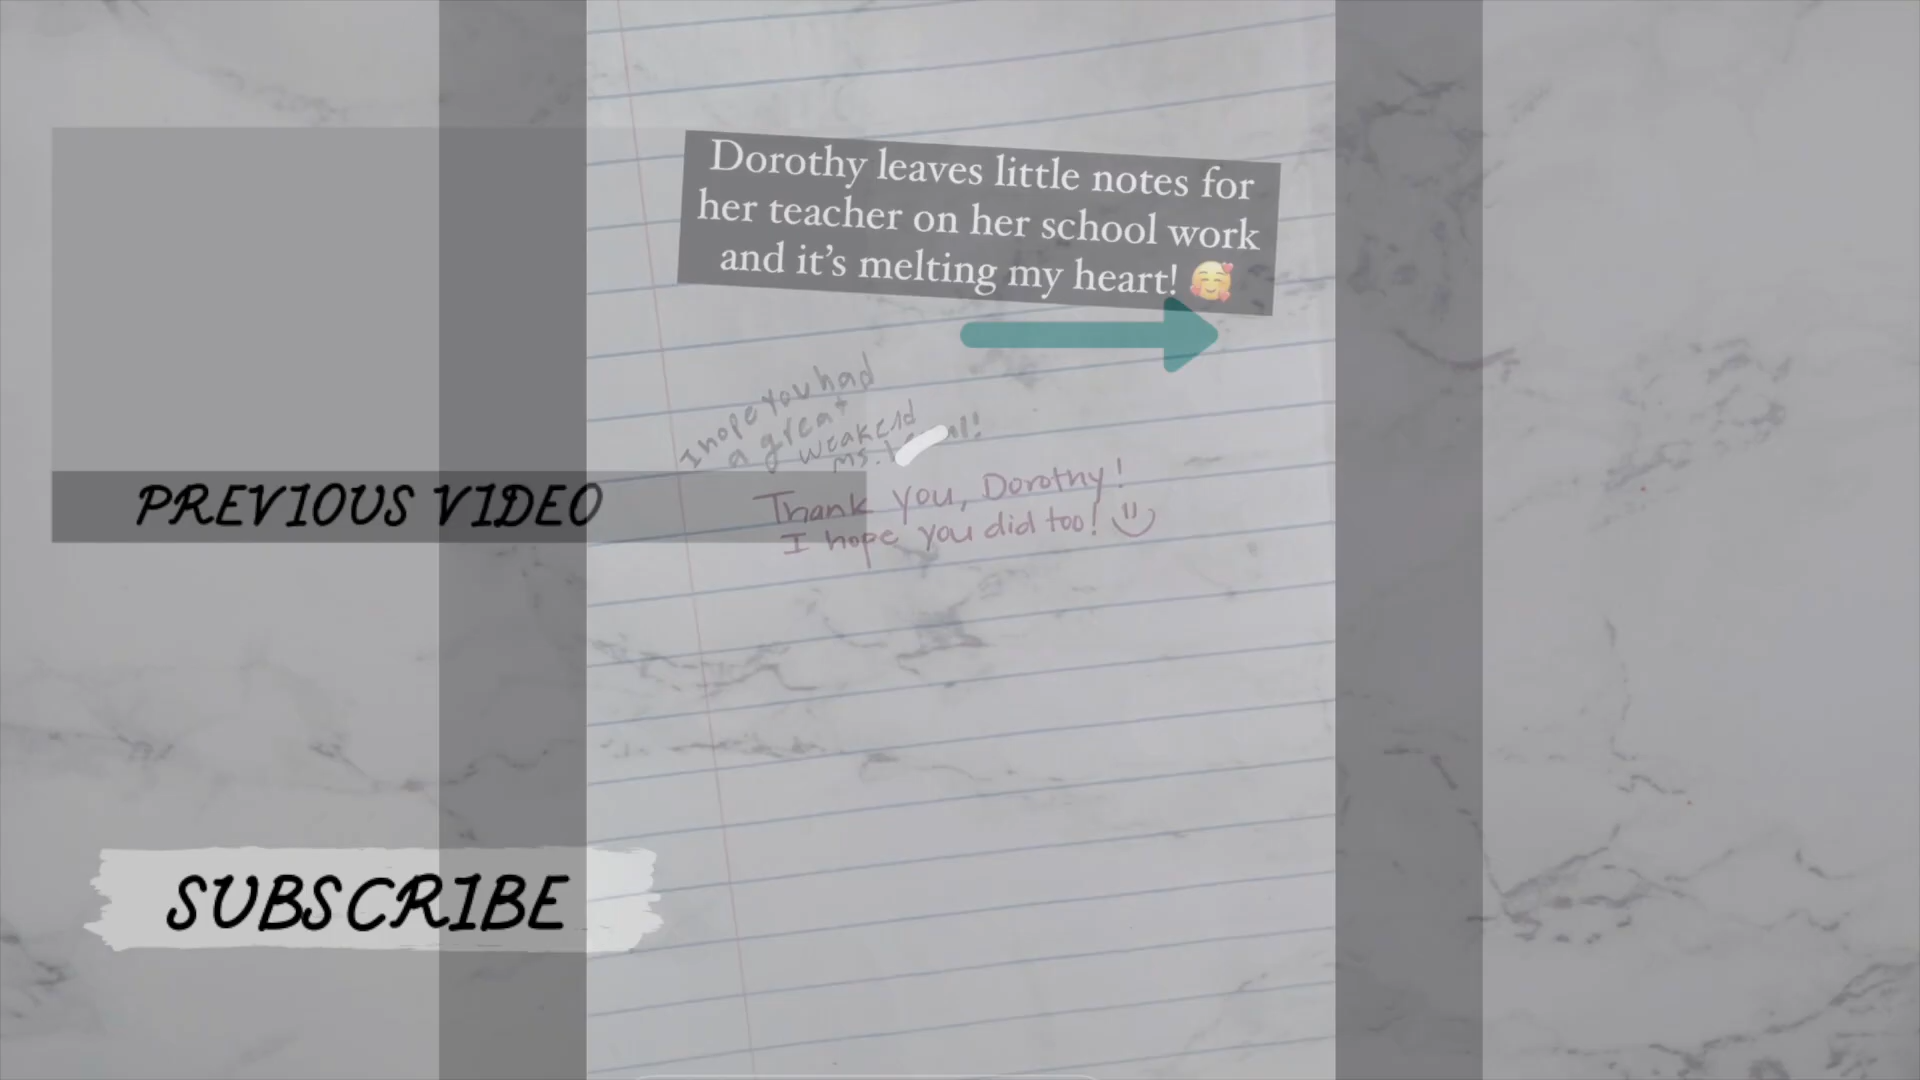 Dorothy leaves little notes for
her teacher on her school work
and it's melting my heart! 🥰
I hope you had
a great
weakend
ms.
Thank you, Dorothy!
I hope you did too!
PREVIOUS VIDEO
SUBSCRIBE